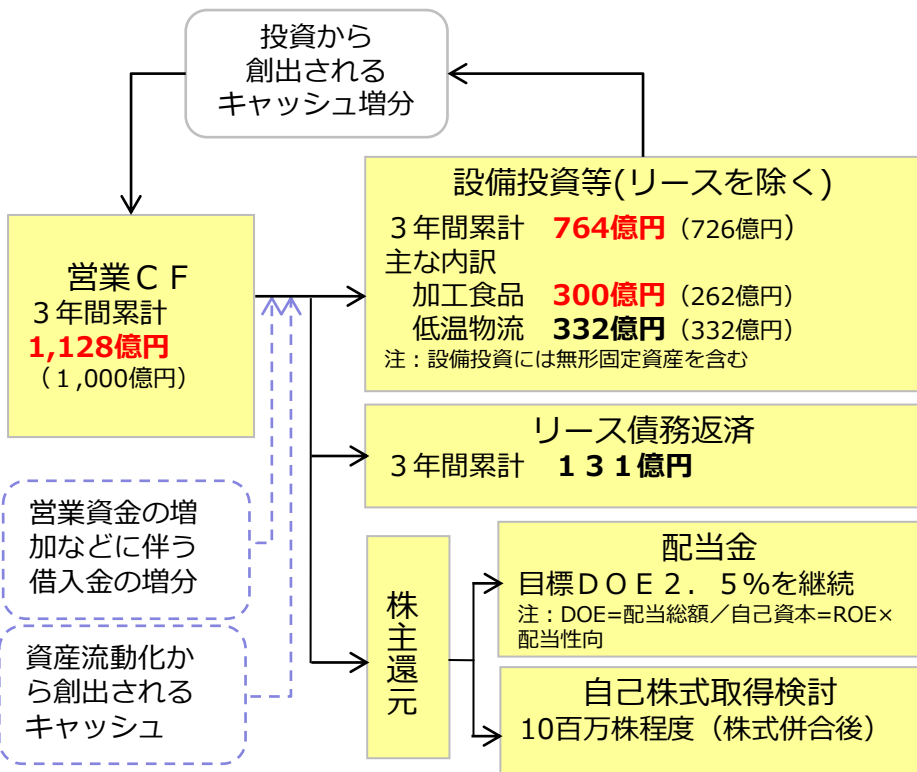 投資から
創出される
キャッシュ増分
設備投資等(リースを除く)
３年間累計　764億円（726億円）
主な内訳
加工食品　300億円（262億円）
低温物流　332億円（332億円）
注：設備投資には無形固定資産を含む
営業ＣＦ
３年間累計
1,128億円
（１,000億円）
リース債務返済
３年間累計　１３１億円
営業資金の増
加などに伴う
借入金の増分
資産流動化か
ら創出される
キャッシュ
株主還元
配当金
目標ＤＯＥ２．５％を継続
注：DOE=配当総額／自己資本=ROE×
配当性向
自己株式取得検討
10百万株程度（株式併合後）